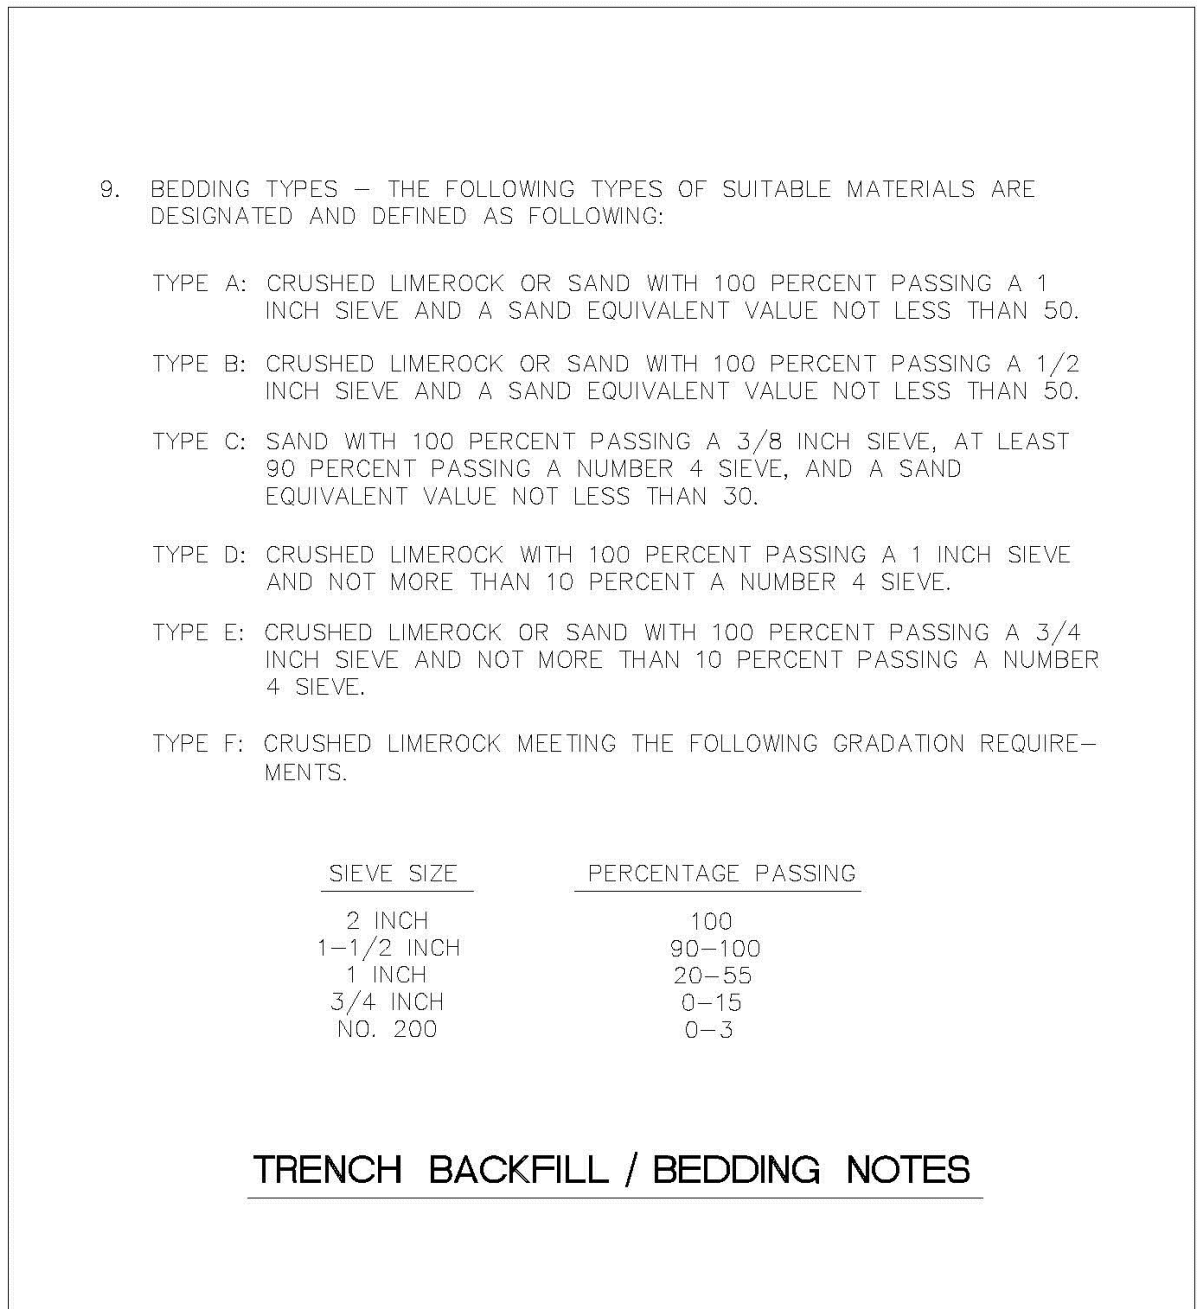 9. BEDDING TYPES – THE FOLLOWING TYPES OF SUITABLE MATERIALS ARE
DESIGNATED AND DEFINED AS FOLLOWING:
TYPE A: CRUSHED LIMEROCK OR SAND WITH 100 PERCENT PASSING A 1
INCH SIEVE AND A SAND EQUIVALENT VALUE NOT LESS THAN 50.
TYPE B: CRUSHED LIMEROCK OR SAND WITH 100 PERCENT PASSING A 1/2
INCH SIEVE AND A SAND EQUIVALENT VALUE NOT LESS THAN 50.
TYPE C: SAND WITH 100 PERCENT PASSING A 3/8 INCH SIEVE, AT LEAST
90 PERCENT PASSING A NUMBER 4 SIEVE, AND A SAND
EQUIVALENT VALUE NOT LESS THAN 30.
TYPE D: CRUSHED LIMEROCK WITH 100 PERCENT PASSING A 1 INCH SIEVE
AND NOT MORE THAN 10 PERCENT A NUMBER 4 SIEVE.
TYPE E: CRUSHED LIMEROCK OR SAND WITH 100 PERCENT PASSING A 3/4
INCH SIEVE AND NOT MORE THAN 10 PERCENT PASSING A NUMBER
4 SIEVE.
TYPE F: CRUSHED LIMEROCK MEETING THE FOLLOWING GRADATION REQUIRE–
MENTS.
SIEVE SIZE PERCENTAGE PASSING
2 INCH 100
1–1/2 INCH 90–100
1 INCH 20–55
3/4 INCH 0–15
NO. 200 0–3
TRENCH BACKFILL / BEDDING NOTES